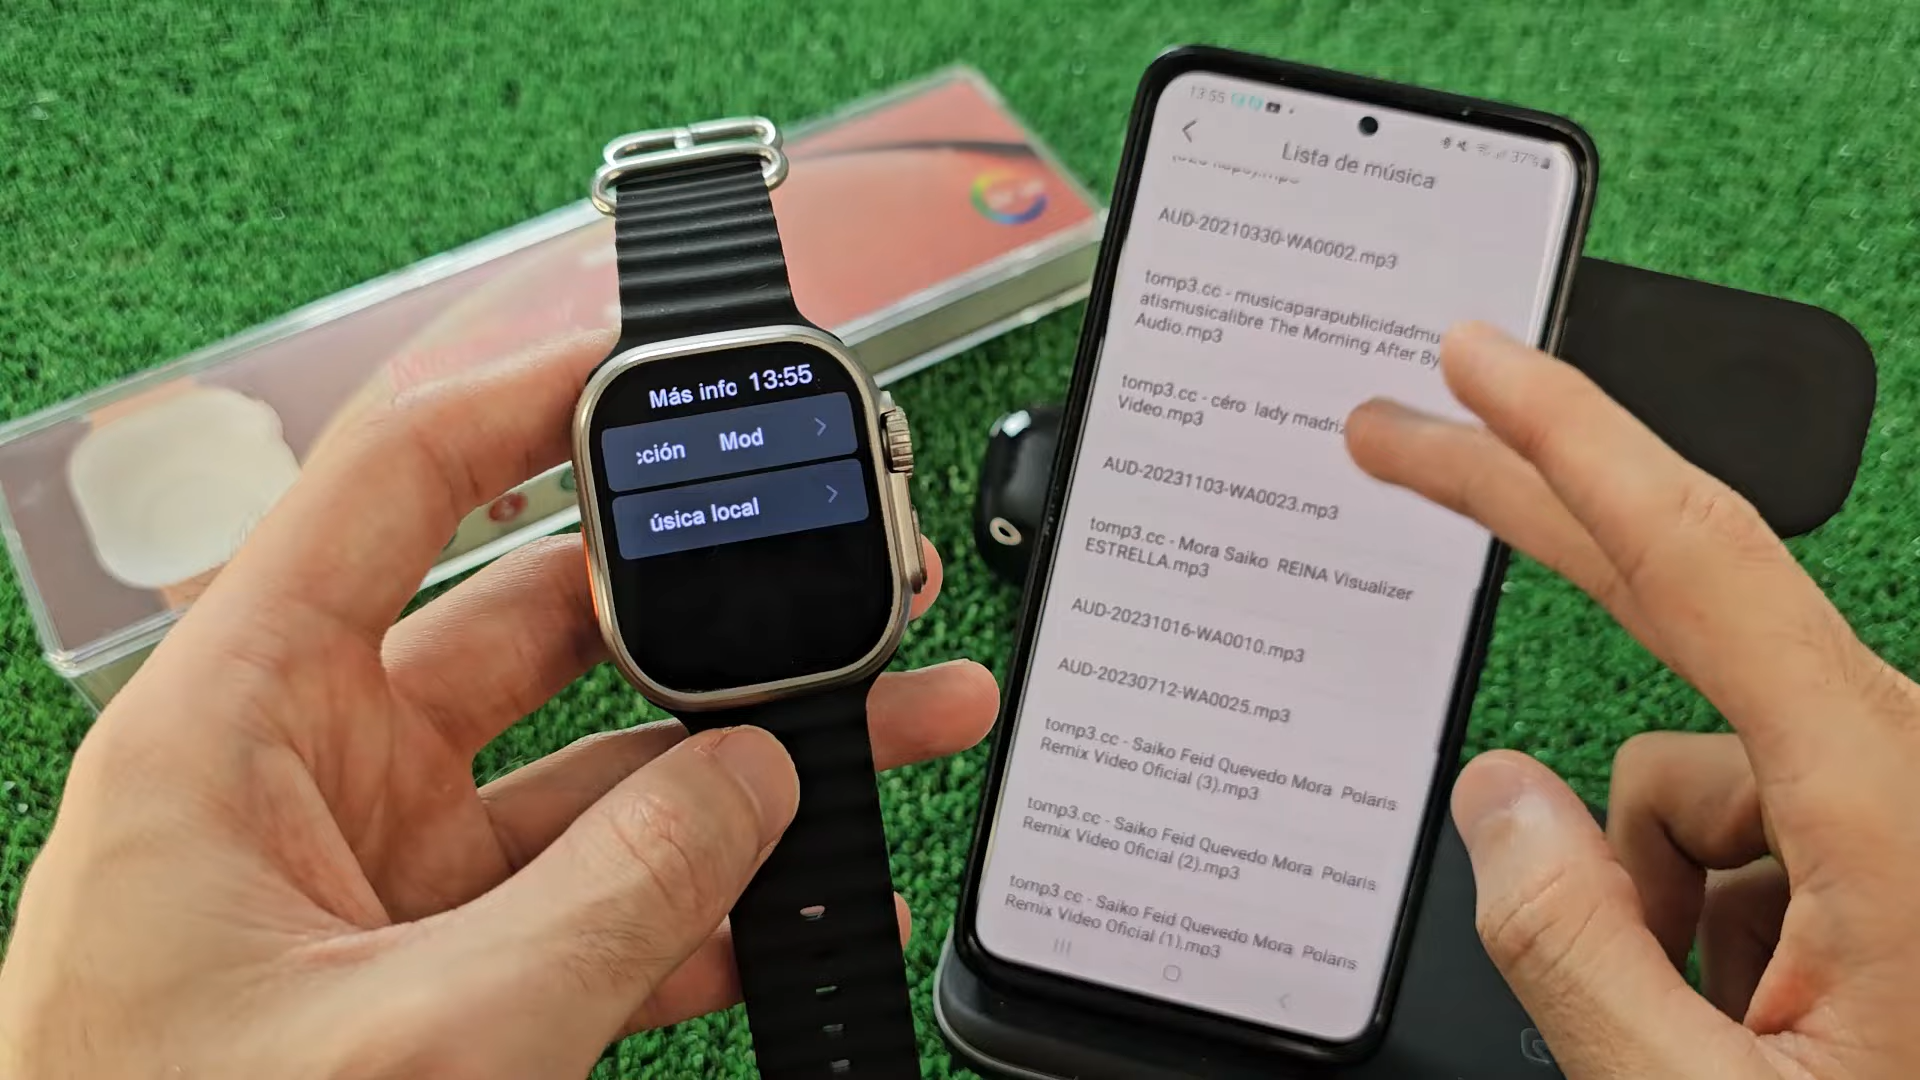 Más info 13:55
cción Mod
úsica local
13:55
37%
Lista de música
AUD-20210330-WA0002.mp3
tomp3.cc - musicaparapublicidadmu
atismusicalibre The Morning After By
Audio.mp3
tomp3.cc - céro lady madri
Video.mp3
AUD-20231103-WA0023.mp3
tomp3.cc - Mora Saiko REINA Visualizer
ESTRELLA.mp3
AUD-20231016-WA0010.mp3
AUD-20230712-WA0025.mp3
tomp3.cc - Saiko Feid Quevedo Mora Polaris
Remix Video Oficial (3).mp3
tomp3.cc - Saiko Feid Quevedo Mora Polaris
Remix Video Oficial (2).mp3
tomp3.cc - Saiko Feid Quevedo Mora Polaris
Remix Video Oficial (1).mp3